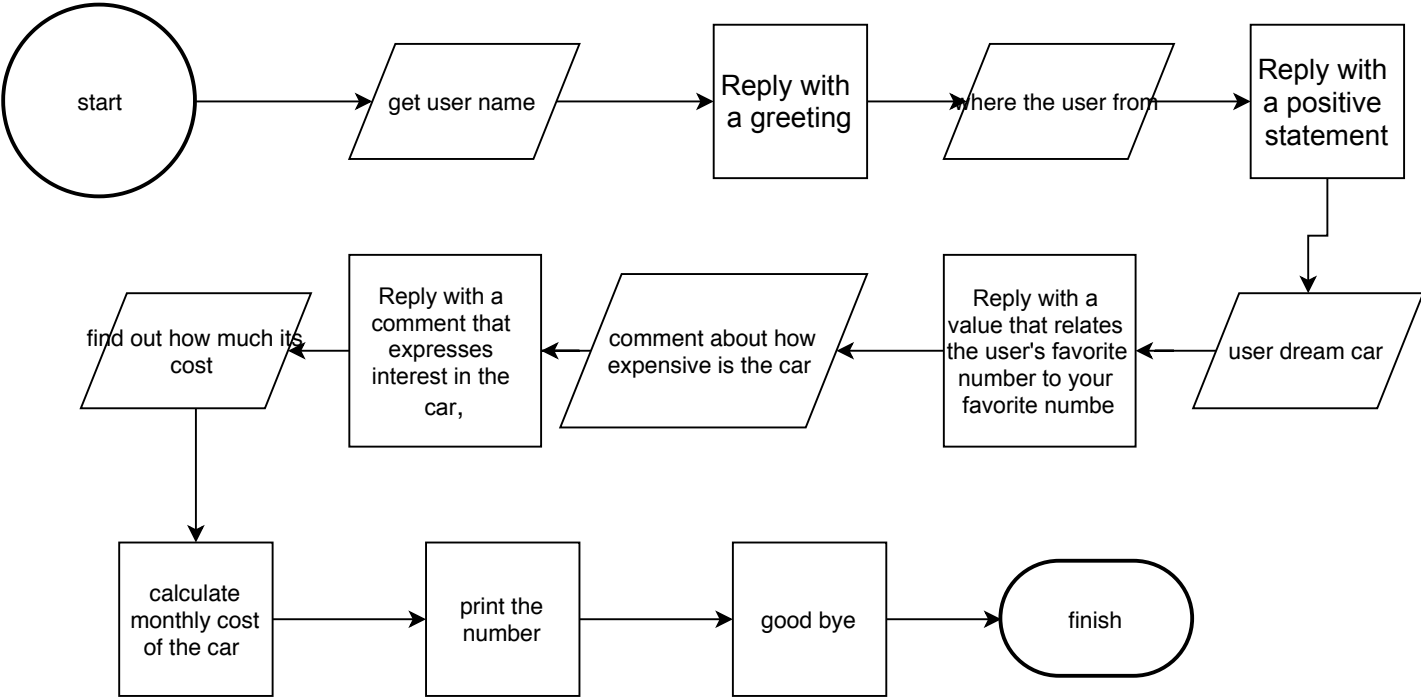 start
get user name
Reply with
a greeting
where the user from
Reply with
a positive
statement
user dream car
Reply with a
value that relates
the user's favorite
number to your
favorite numbe
comment about how
expensive is the car
Reply with a
comment that
expresses
interest in the
car,
find out how much its
cost
calculate
monthly cost
of the car
print the
number
good bye
finish